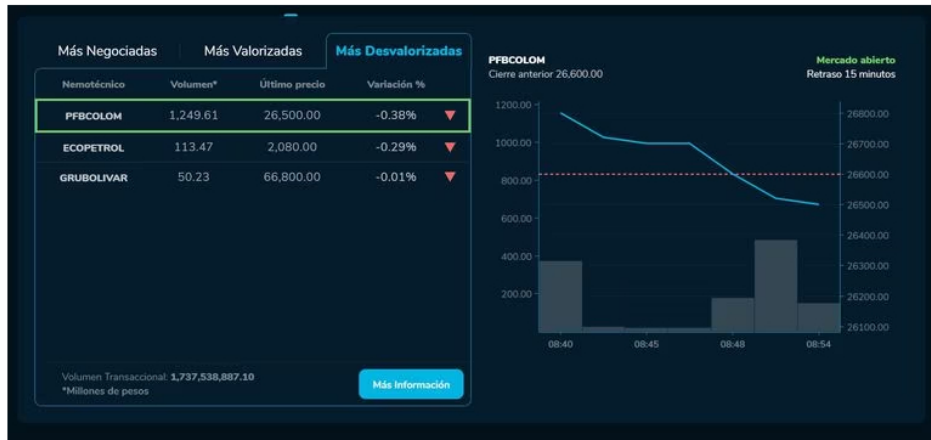 Más Negociadas
Más Valorizadas
Más Desvalorizadas
Nemotécnico Volumen* Último precio Variación %
PFBCOLOM 1,249.61 26,500.00 -0.38%
ECOPETROL 113.47 2,080.00 -0.29%
GRUBOLIVAR 50.23 66,800.00 -0.01%
Volumen Transaccional: 1,737,538,887.10
*Millones de pesos
Más Información
PFBCOLOM
Cierre anterior 26,600.00
Mercado abierto
Retraso 15 minutos
1200.00
1000.00
800.00
600.00
400.00
200.00
26800.00
26700.00
26600.00
26500.00
26400.00
26300.00
26200.00
26100.00
08:40 08:45 08:48 08:54